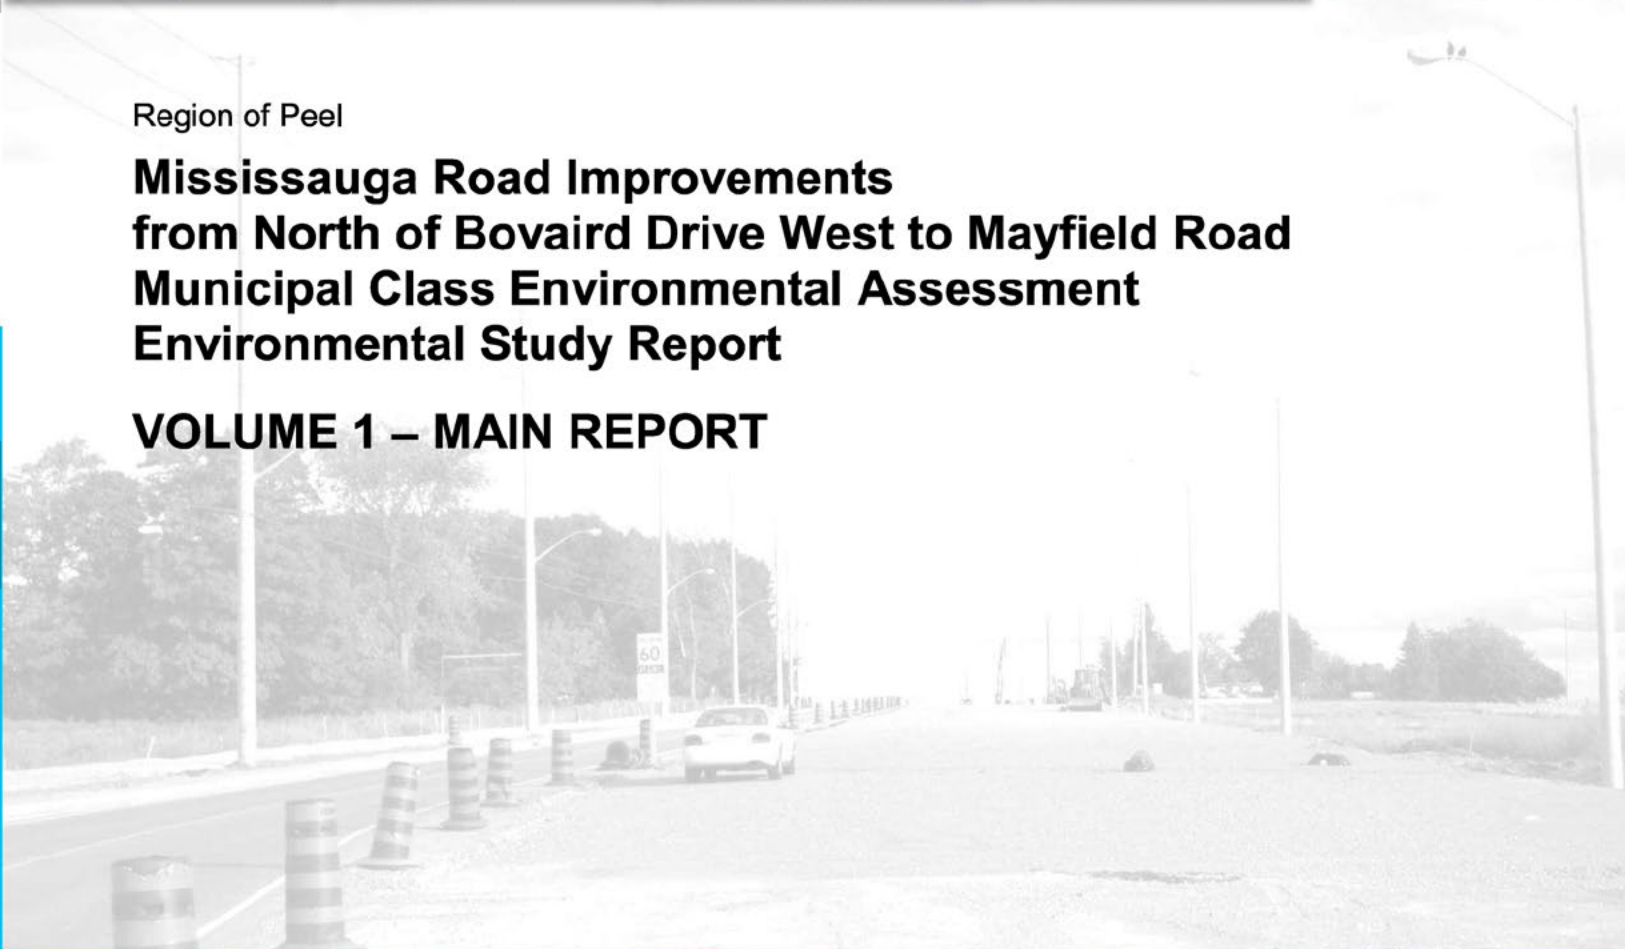 Region of Peel
Mississauga Road Improvements
from North of Bovaird Drive West to Mayfield Road
Municipal Class Environmental Assessment
Environmental Study Report
VOLUME 1 – MAIN REPORT
60